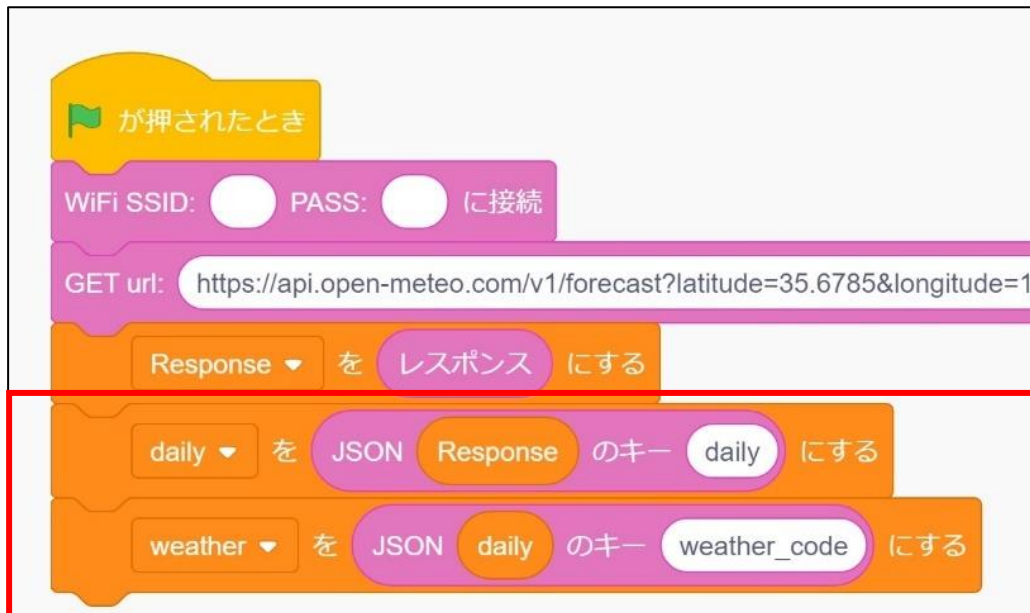 が押されたとき
WiFi SSID: PASS: に接続
GET url: https://api.open-meteo.com/v1/forecast?latitude=35.6785&longitude=1
Response を レスポンス にする
daily を JSON Response のキー daily にする
weather を JSON daily のキー weather_code にする